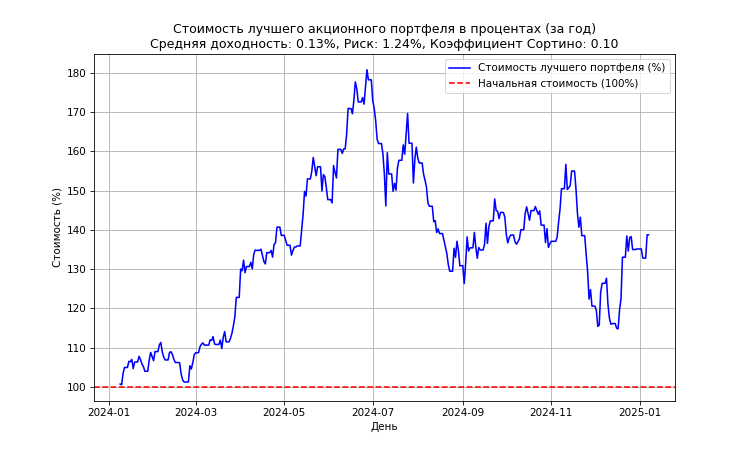 Стоимость лучшего акционного портфеля в процентах (за год)
Средняя доходность: 0.13%, Риск: 1.24%, Коэффициент Сортино: 0.10
Стоимость лучшего портфеля (%)
Начальная стоимость (100%)
Стоимость (%)
180
170
160
150
140
130
120
110
100
2024-01
2024-03
2024-05
2024-07
2024-09
2024-11
2025-01
День